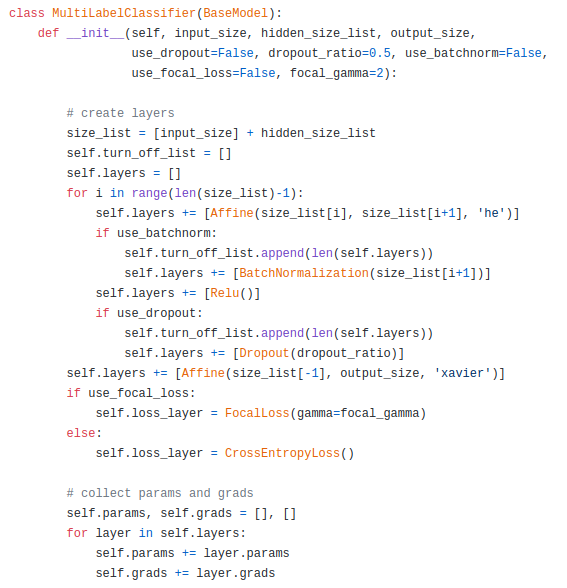 class MultiLabelClassifier(BaseModel):
    def __init__(self, input_size, hidden_size_list, output_size,
                 use_dropout=False, dropout_ratio=0.5, use_batchnorm=False,
                 use_focal_loss=False, focal_gamma=2):

        # create layers
        size_list = [input_size] + hidden_size_list
        self.turn_off_list = []
        self.layers = []
        for i in range(len(size_list)-1):
            self.layers += [Affine(size_list[i], size_list[i+1], 'he')]
            if use_batchnorm:
                self.turn_off_list.append(len(self.layers))
                self.layers += [BatchNormalization(size_list[i+1])]
            self.layers += [Relu()]
            if use_dropout:
                self.turn_off_list.append(len(self.layers))
                self.layers += [Dropout(dropout_ratio)]
        self.layers += [Affine(size_list[-1], output_size, 'xavier')]
        if use_focal_loss:
            self.loss_layer = FocalLoss(gamma=focal_gamma)
        else:
            self.loss_layer = CrossEntropyLoss()

        # collect params and grads
        self.params, self.grads = [], []
        for layer in self.layers:
            self.params += layer.params
            self.grads += layer.grads